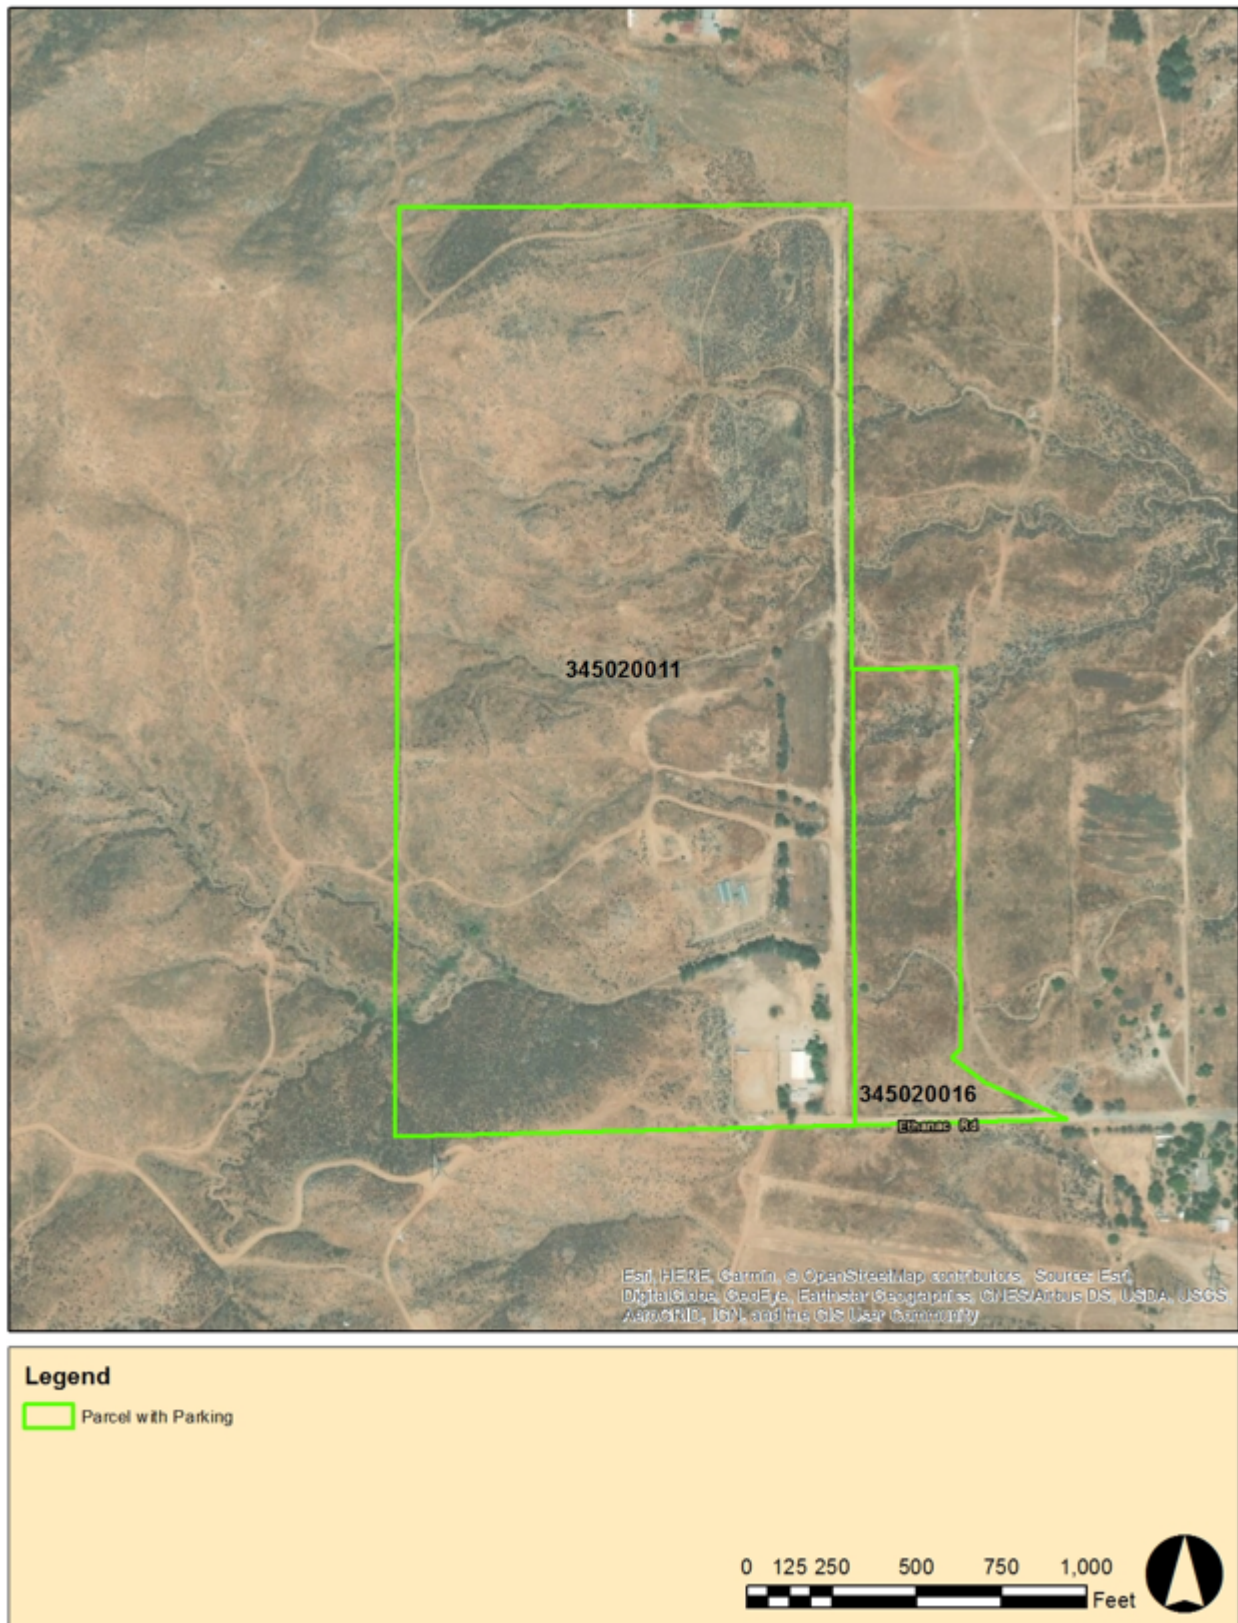 345020011
345020016
Ethanac Rd
Esri, HERE, Garmin, © OpenStreetMap contributors, Source: Esri,
DigitalGlobe, GeoEye, Earthstar Geographics, CNES/Airbus DS, USDA, USGS,
AeroGRID, IGN, and the GIS User Community
Legend
Parcel with Parking
0 125 250 500 750 1,000
Feet